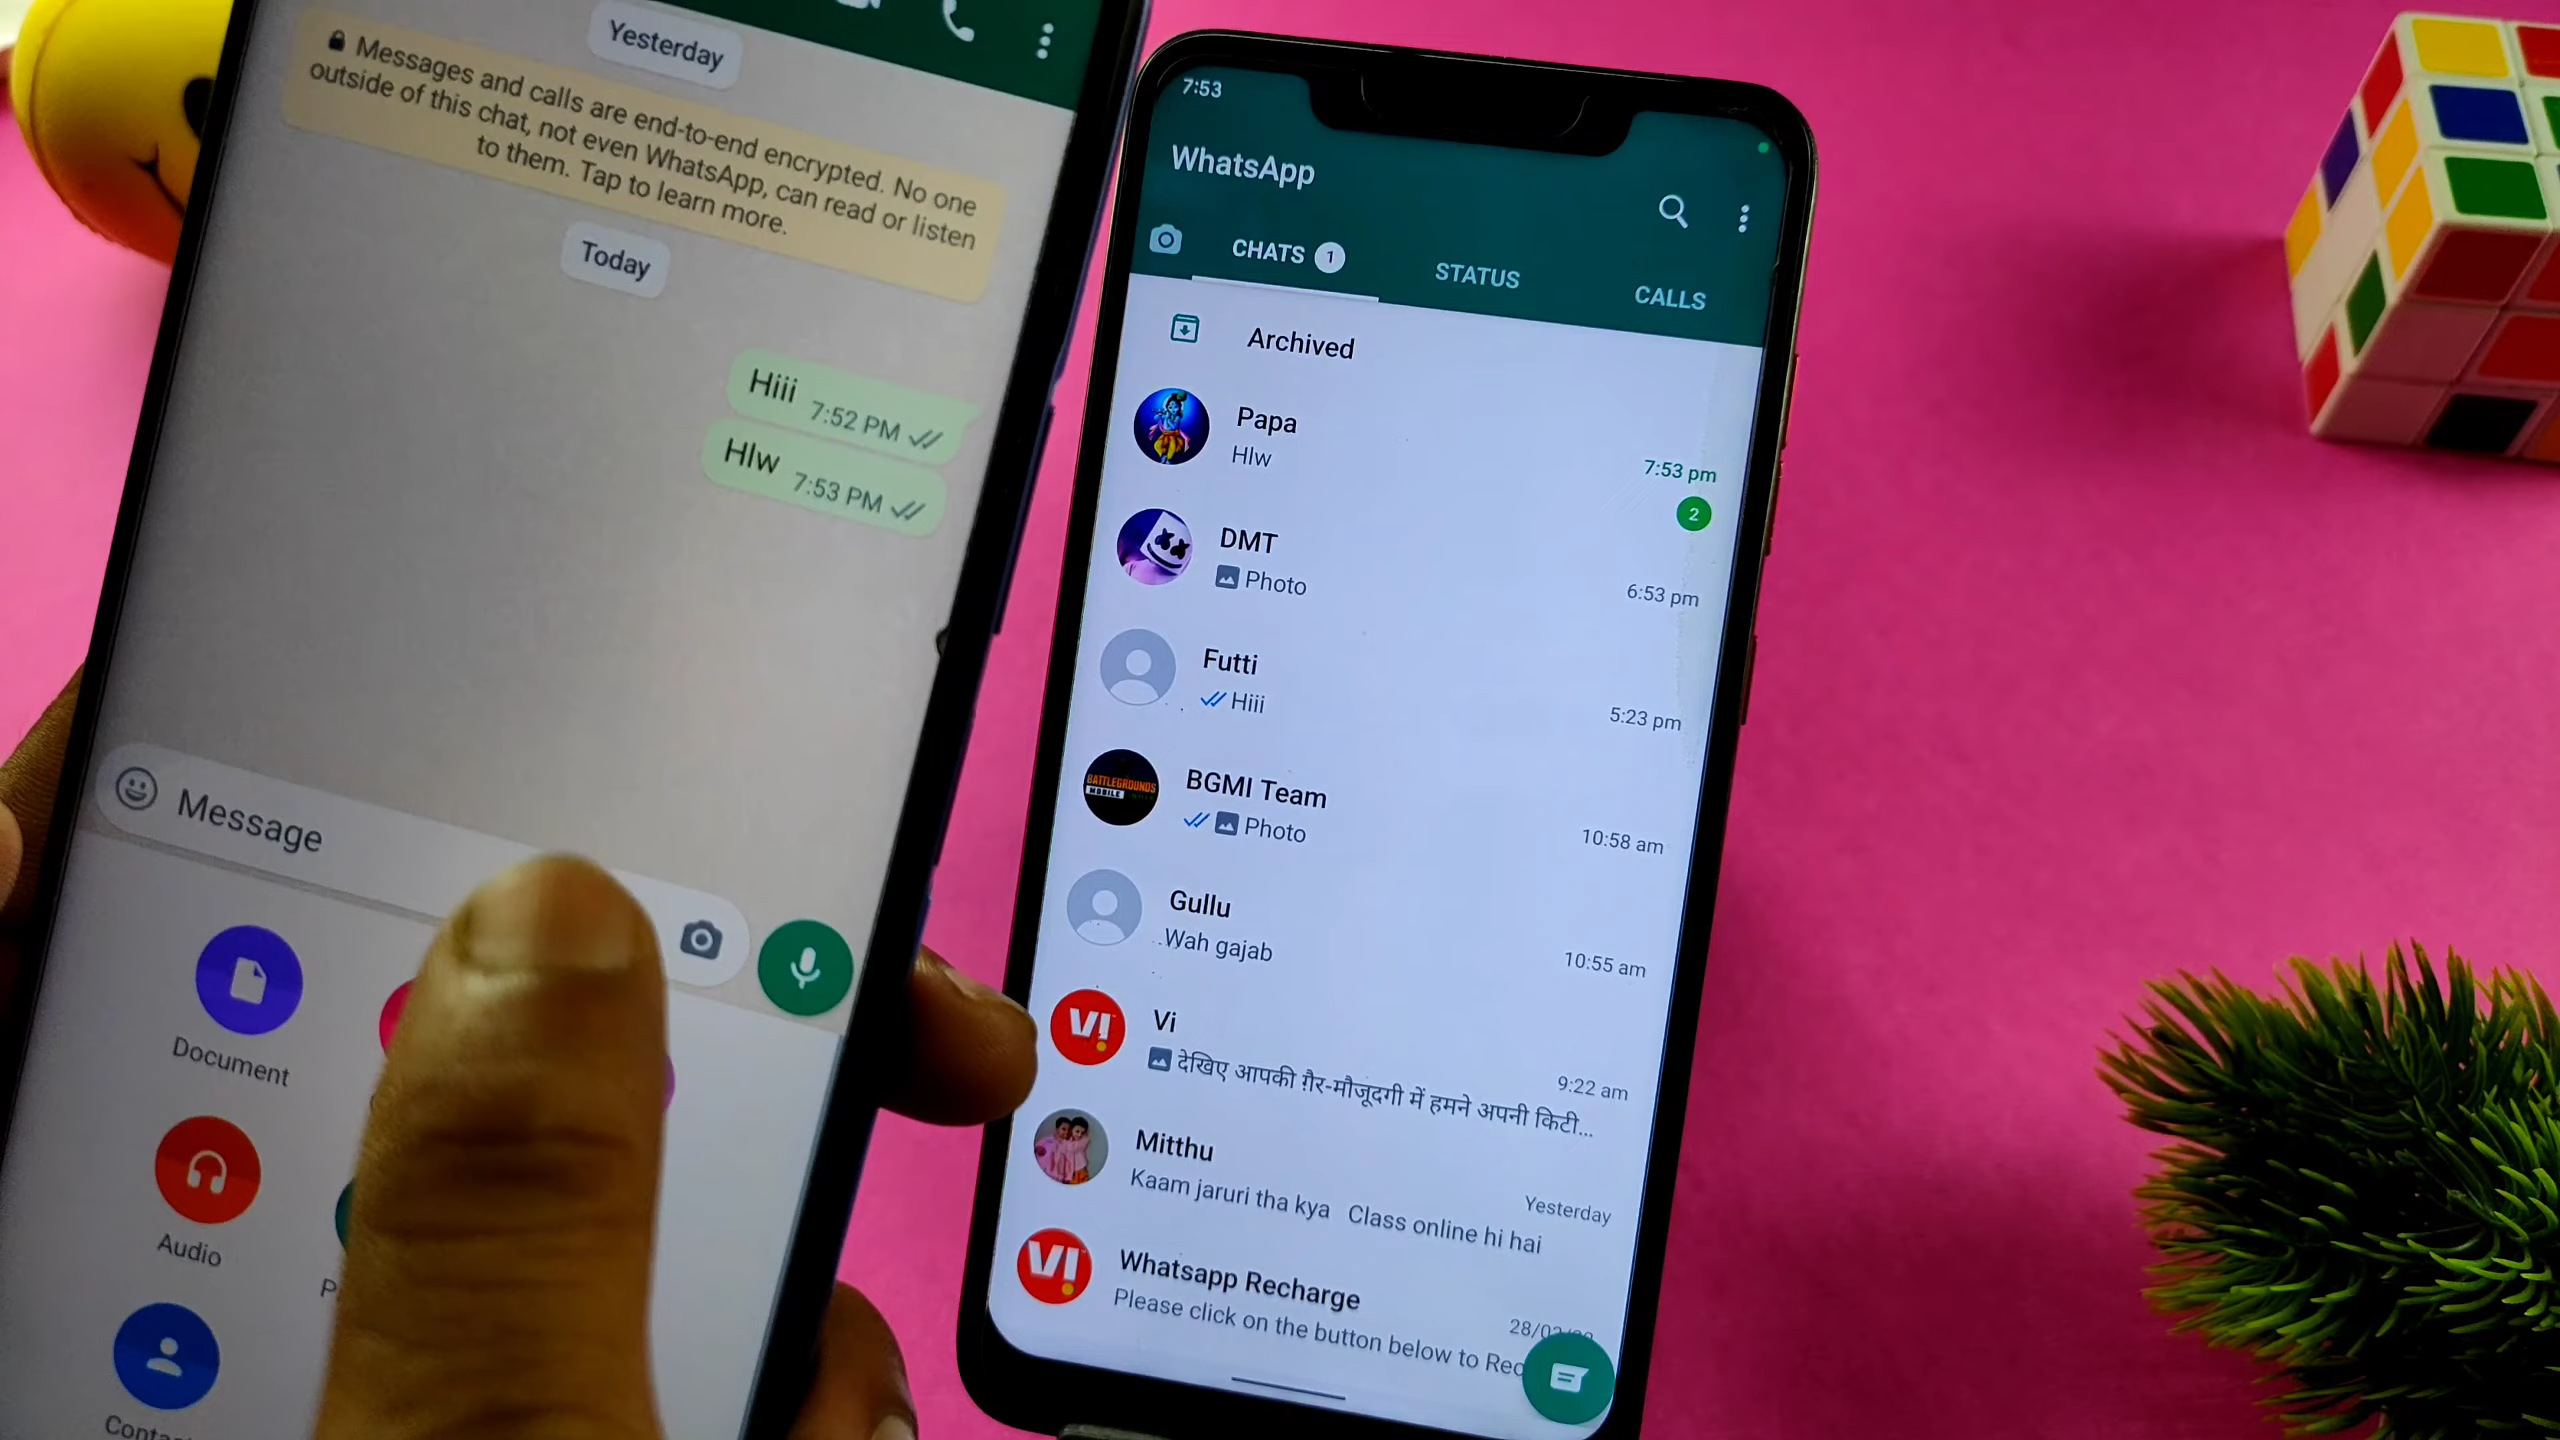 Yesterday
Messages and calls are end-to-end encrypted. No one
outside of this chat, not even WhatsApp, can read or listen
to them. Tap to learn more.
Today
Hiii 7:52 PM
Hlw 7:53 PM
Message
Document
Audio
7:53
WhatsApp
CHATS 1
STATUS
CALLS
Archived
Papa
Hlw
7:53 pm
2
DMT
Photo
6:53 pm
Futti
Hiii
5:23 pm
BATTLEGROUNDS
MOBILE
BGMI Team
Photo
10:58 am
Gullu
Wah gajab
10:55 am
VI
Vi
देखिए आपकी ग़ैर-मौजूदगी में हमने अपनी किटी...
9:22 am
Mitthu
Kaam jaruri tha kya Class online hi hai
Yesterday
VI
Whatsapp Recharge
Please click on the button below to Rec